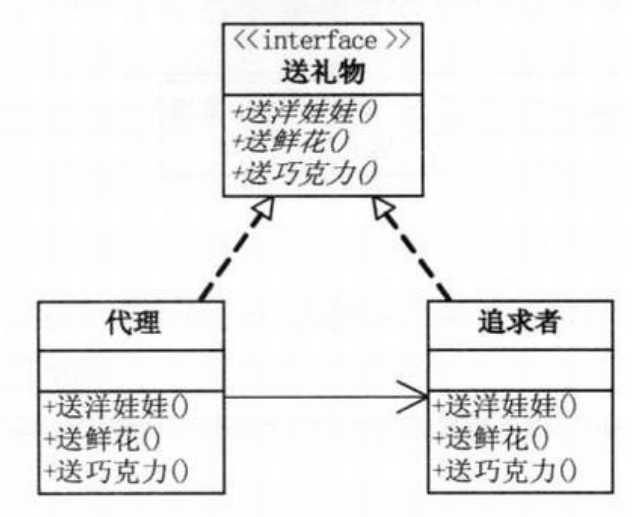 <<interface>>
送礼物
+送洋娃娃()
+送鲜花()
+送巧克力()
代理
追求者
+送洋娃娃()
+送鲜花()
+送巧克力()
+送洋娃娃()
+送鲜花()
+送巧克力()